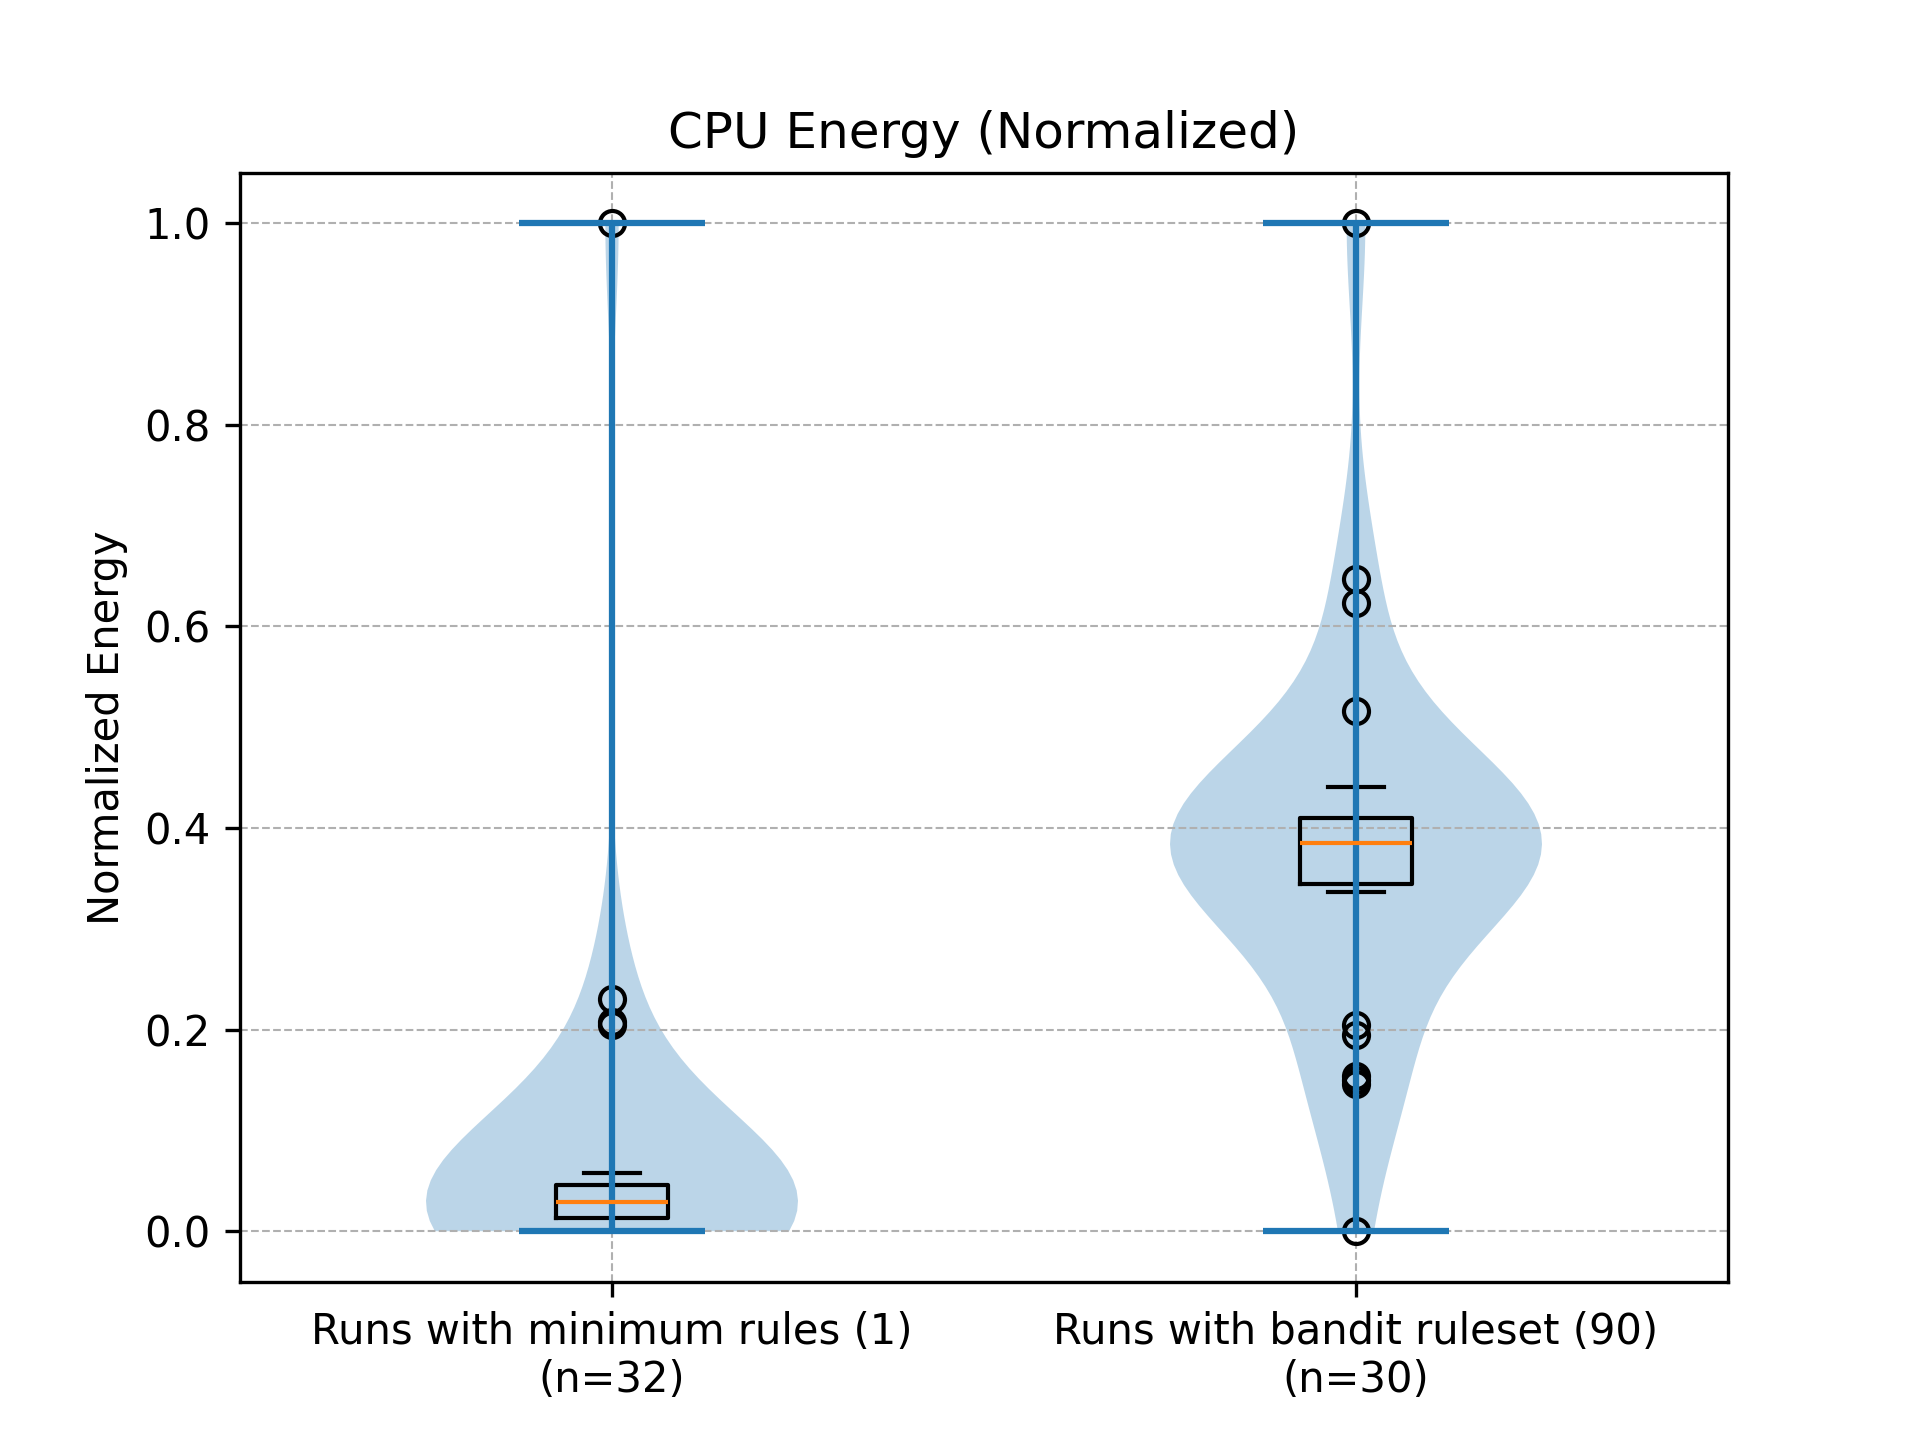 CPU Energy (Normalized)
Normalized Energy
1.0
0.8
0.6
0.4
0.2
0.0
Runs with minimum rules (1)
(n=32)
Runs with bandit ruleset (90)
(n=30)